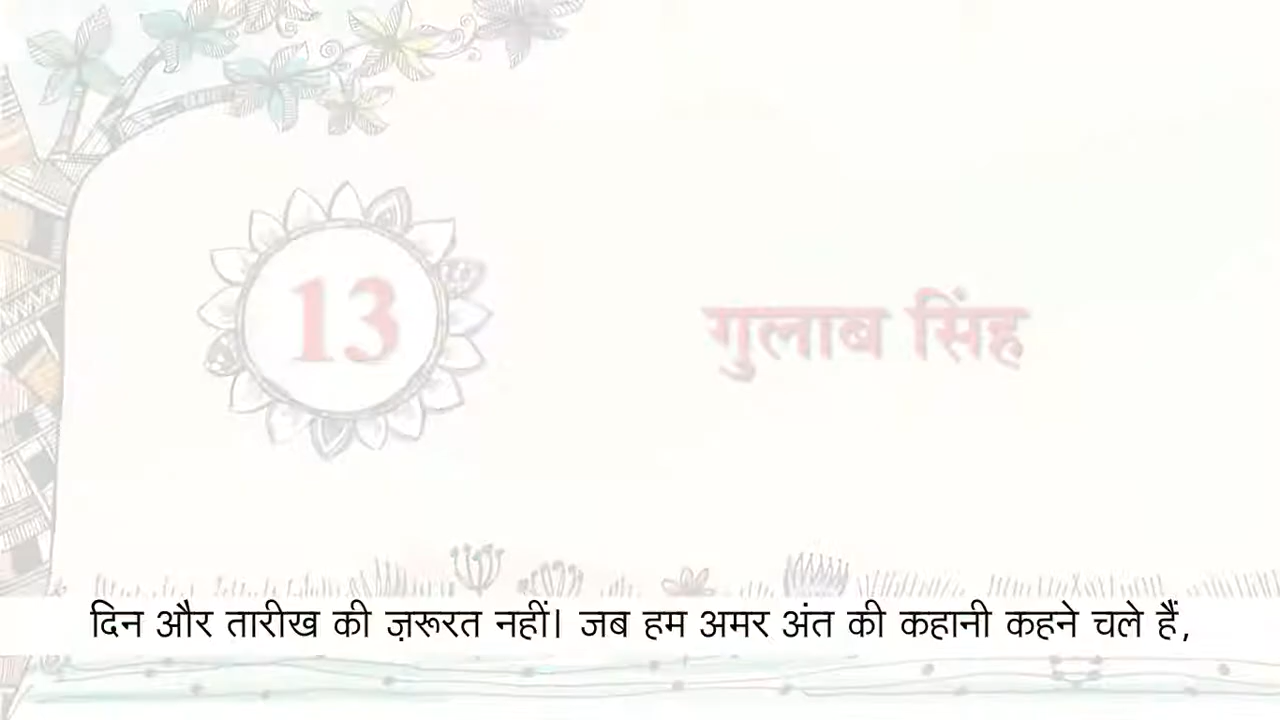 13
गुलाब सिंह
दिन और तारीख की ज़रूरत नहीं। जब हम अमर अंत की कहानी कहने चले हैं,